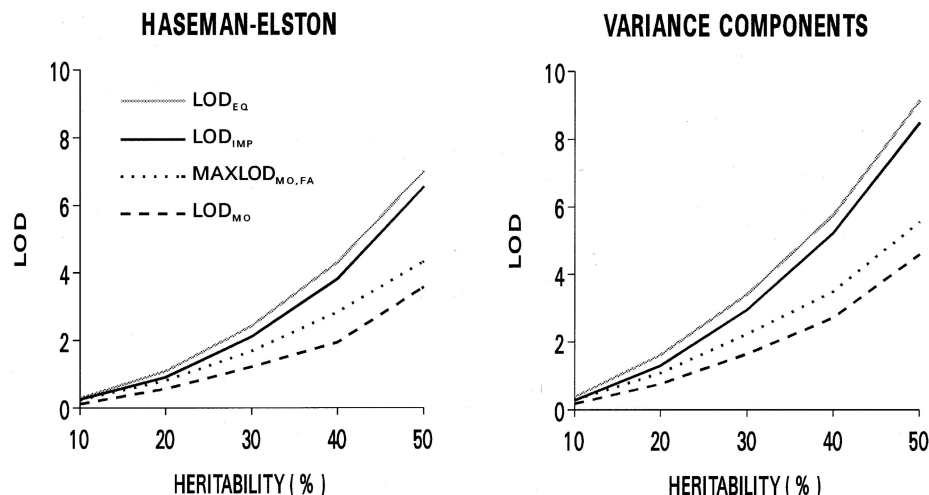 HASEMAN-ELSTON
LOD
10
8
6
4
2
0
LOD_EQ
LOD_IMP
MAXLOD_MO,FA
LOD_MO
10 20 30 40 50
HERITABILITY ( % )
VARIANCE COMPONENTS
LOD
10
8
6
4
2
0
10 20 30 40 50
HERITABILITY ( % )